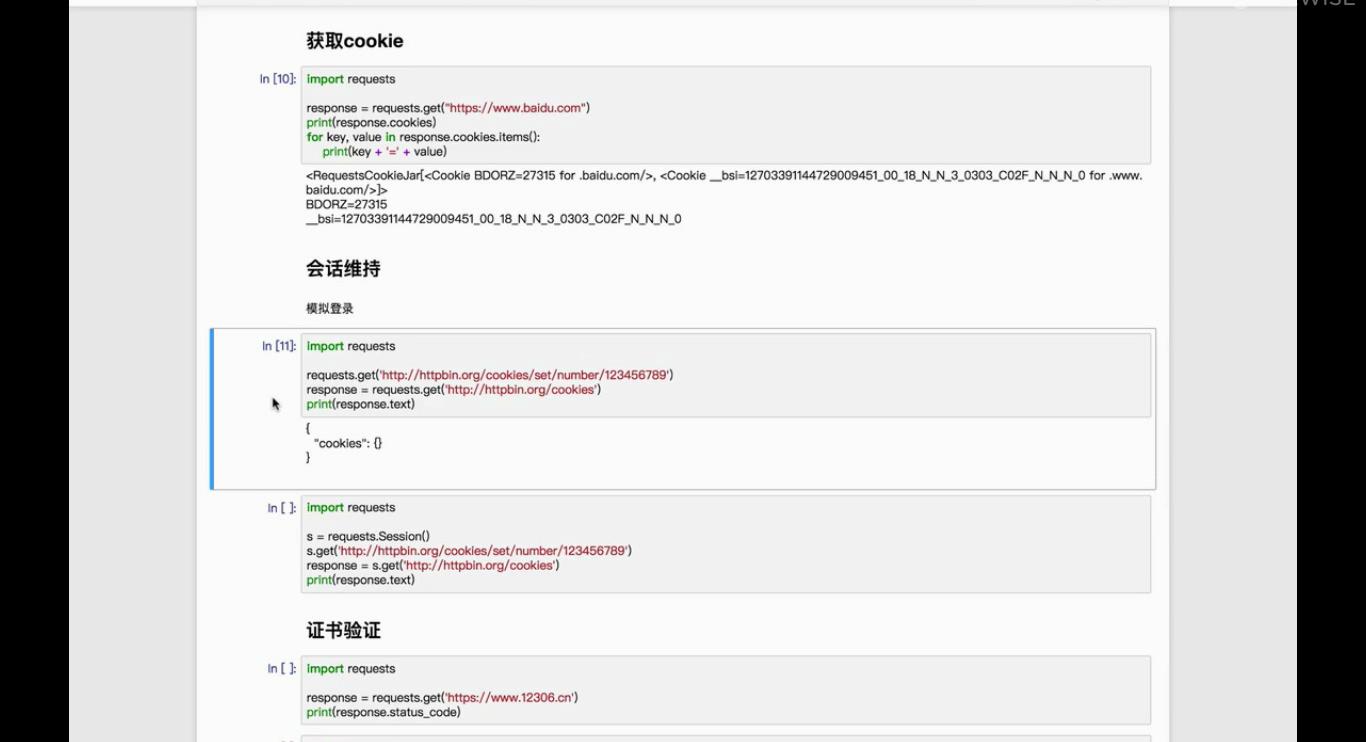 WISE
获取cookie
In [10]: import requests
response = requests.get("https://www.baidu.com")
print(response.cookies)
for key, value in response.cookies.items():
print(key + '=' + value)
<RequestsCookieJar[<Cookie BDORZ=27315 for .baidu.com/>, <Cookie __bsi=12703391144729009451_00_18_N_N_3_0303_C02F_N_N_N_0 for .www.
baidu.com/>]>
BDORZ=27315
__bsi=12703391144729009451_00_18_N_N_3_0303_C02F_N_N_N_0
会话维持
模拟登录
In [11]: import requests
requests.get('http://httpbin.org/cookies/set/number/123456789')
response = requests.get('http://httpbin.org/cookies')
print(response.text)
{
"cookies": {}
}
In [ ]: import requests
s = requests.Session()
s.get('http://httpbin.org/cookies/set/number/123456789')
response = s.get('http://httpbin.org/cookies')
print(response.text)
证书验证
In [ ]: import requests
response = requests.get('https://www.12306.cn')
print(response.status_code)